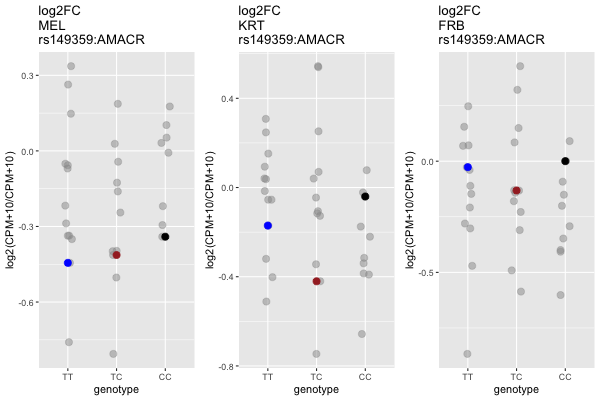 log2FC
MEL
rs149359:AMACR
log2(CPM+10/CPM+10)
0.3
0.0
-0.3
-0.6
TT
TC
CC
genotype
log2FC
KRT
rs149359:AMACR
log2(CPM+10/CPM+10)
0.4
0.0
-0.4
-0.8
TT
TC
CC
genotype
log2FC
FRB
rs149359:AMACR
log2(CPM+10/CPM+10)
0.0
-0.5
TT
TC
CC
genotype